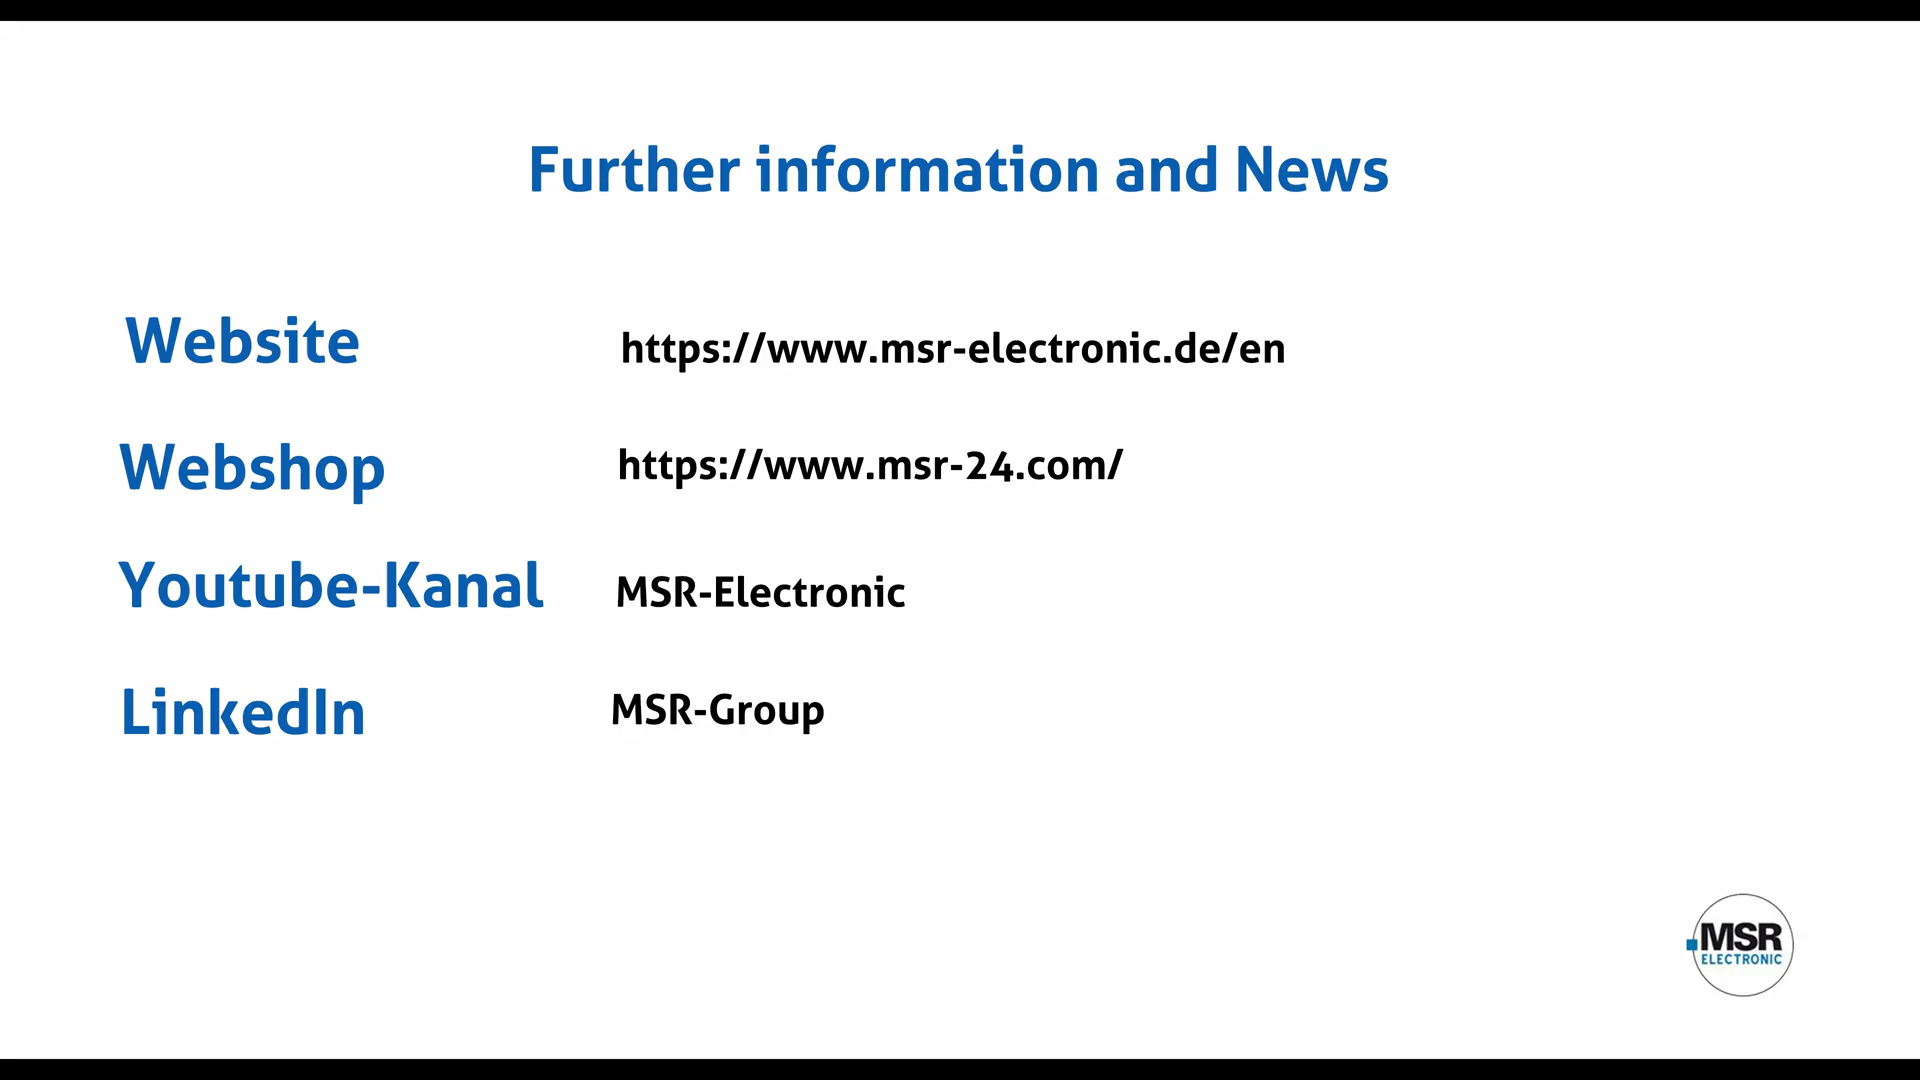 Further information and News
Website https://www.msr-electronic.de/en
Webshop https://www.msr-24.com/
Youtube-Kanal MSR-Electronic
LinkedIn MSR-Group
MSR
ELECTRONIC